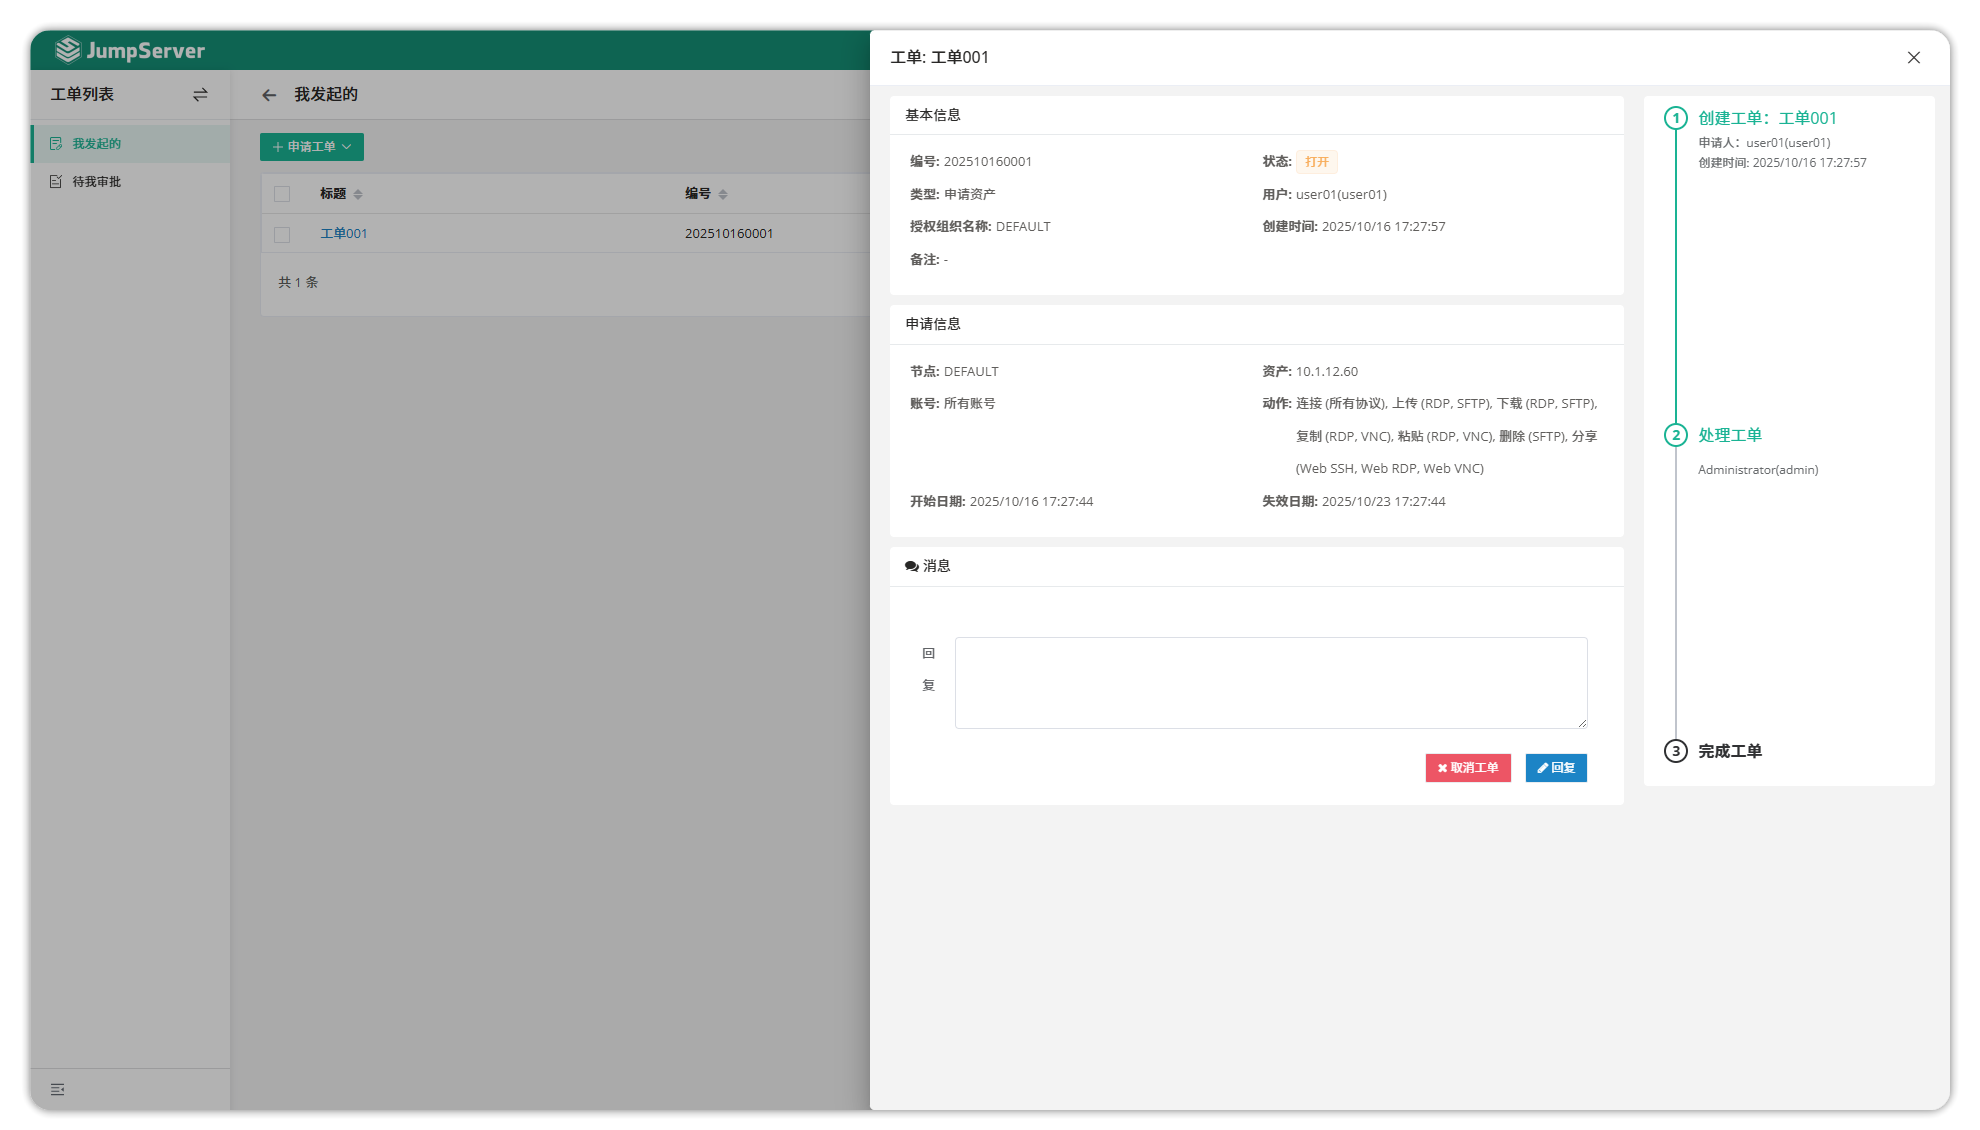 JumpServer
工单列表
我发起的
待我审批
我发起的
申请工单
标题
编号
工单001
202510160001
共 1 条
工单: 工单001
基本信息
编号: 202510160001
状态: 打开
类型: 申请资产
用户: user01(user01)
授权组织名称: DEFAULT
创建时间: 2025/10/16 17:27:57
备注: -
申请信息
节点: DEFAULT
资产: 10.1.12.60
账号: 所有账号
动作: 连接 (所有协议), 上传 (RDP, SFTP), 下载 (RDP, SFTP),
复制 (RDP, VNC), 粘贴 (RDP, VNC), 删除 (SFTP), 分享
(Web SSH, Web RDP, Web VNC)
开始日期: 2025/10/16 17:27:44
失效日期: 2025/10/23 17:27:44
消息
回
复
取消工单
回复
1 创建工单：工单001
申请人：user01(user01)
创建时间: 2025/10/16 17:27:57
2 处理工单
Administrator(admin)
3 完成工单